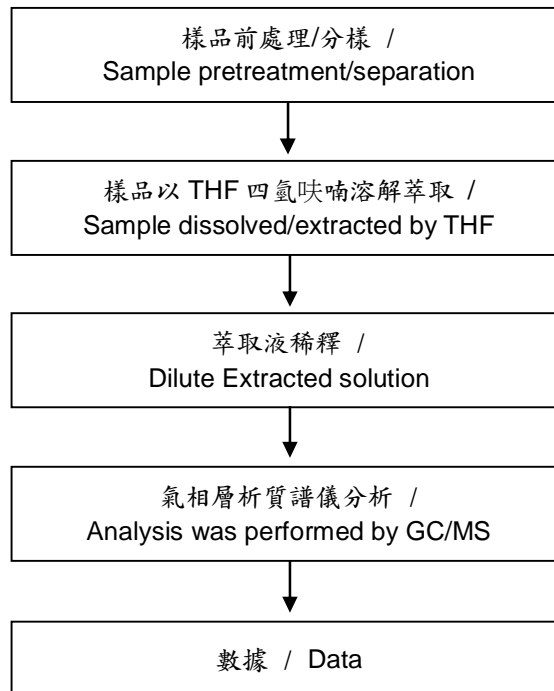 樣品前處理/分樣 /
Sample pretreatment/separation
樣品以 THF 四氫呋喃溶解萃取 /
Sample dissolved/extracted by THF
萃取液稀釋 /
Dilute Extracted solution
氣相層析質譜儀分析 /
Analysis was performed by GC/MS
數據 / Data